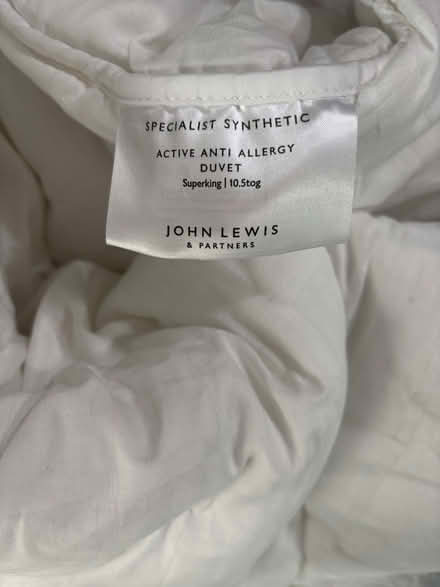 SPECIALIST SYNTHETIC
ACTIVE ANTI ALLERGY
DUVET
Superking | 10.5tog
JOHN LEWIS
& PARTNERS